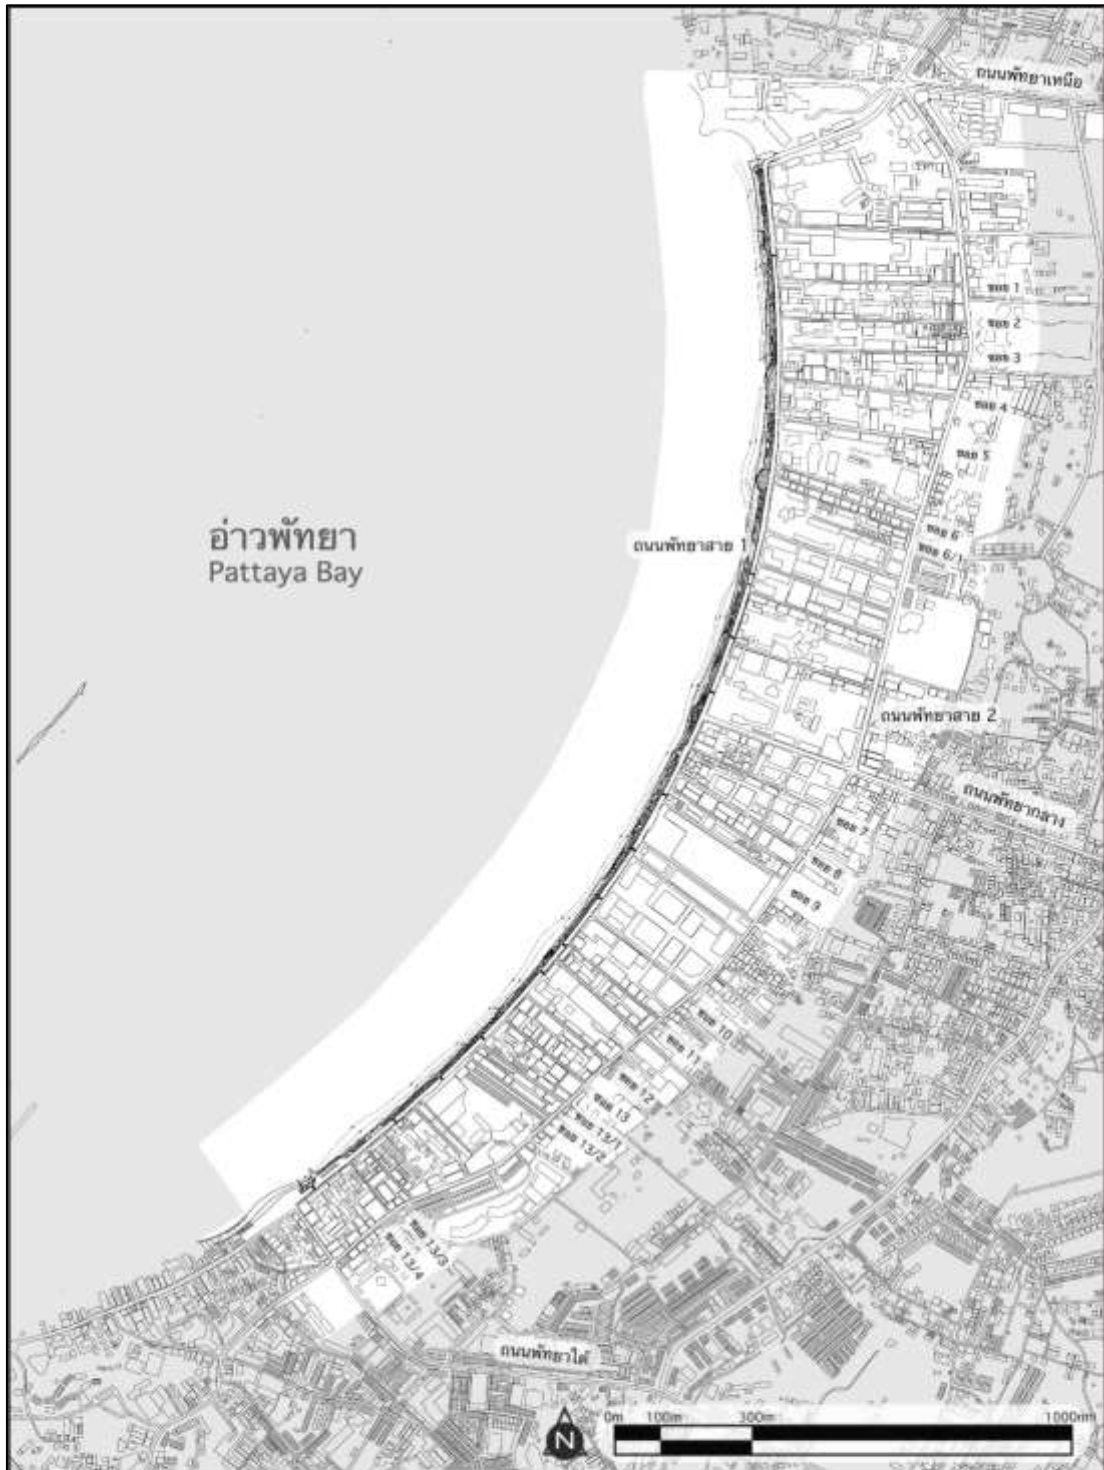 ถนนพัทยาเหนือ
ซอย 1
ซอย 2
ซอย 3
ซอย 4
ซอย 5
อ่าวพัทยา
Pattaya Bay
ถนนพัทยาสาย 1
ซอย 6
ซอย 6/1
ถนนพัทยาสาย 2
ถนนพัทยากลาง
ซอย 7
ซอย 8
ซอย 9
ซอย 10
ซอย 11
ซอย 12
ซอย 13
ซอย 13/1
ซอย 13/2
ซอย 13/3
ซอย 13/4
ถนนพัทยาใต้
N
0m 100m 300m 1000m